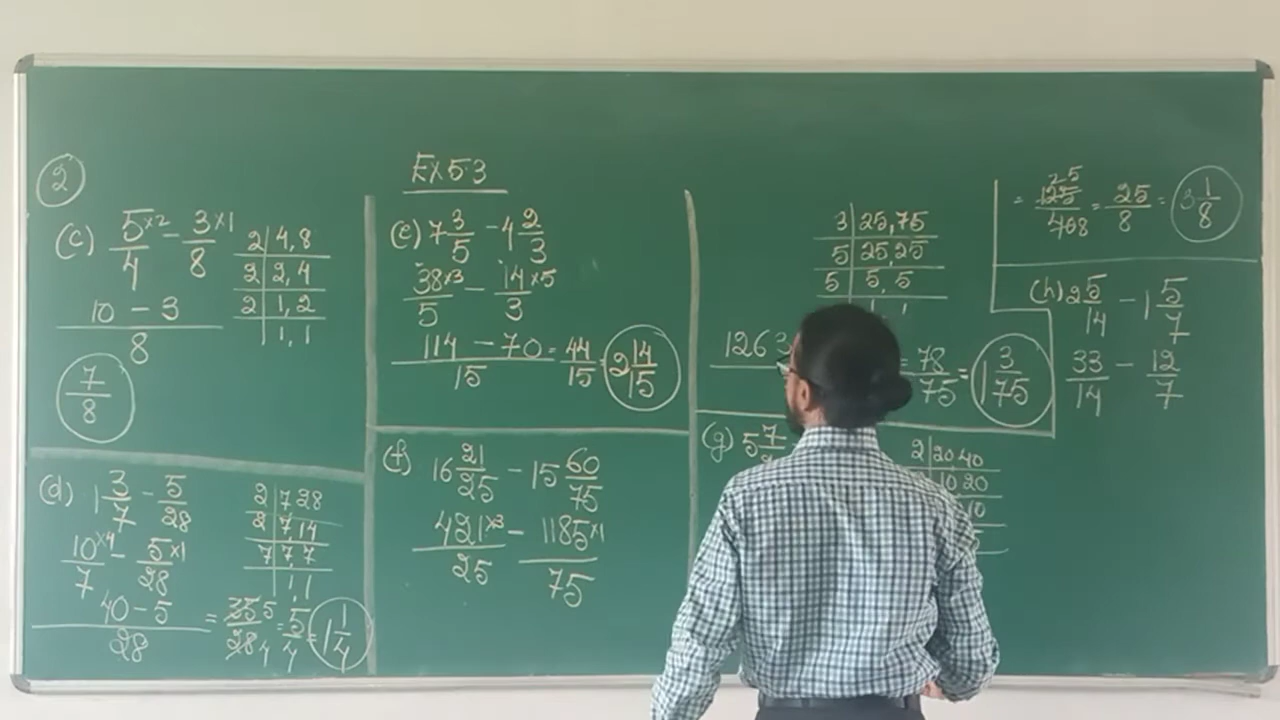 Ex 5.3
2
(c) 5/4 ×2 − 3/8 ×1
10 − 3 / 8
7/8
2 | 4, 8
2 | 2, 4
2 | 1, 2
1, 1
(d) 1 3/7 − 5/28
10/7 ×4 − 5/28 ×1
40 − 5 / 28 = 35/28 5/4 = 5/4 = 1 1/4
2 | 7 28
2 | 7, 14
7 | 7, 7
1, 1
(e) 7 3/5 − 4 2/3
38/5 ×3 − 14/3 ×5
114 − 70 / 15 = 44/15 = 2 14/15
(f) 16 21/25 − 15 60/75
421/25 ×3 − 1185/75 ×1
3 | 25, 75
5 | 25, 25
5 | 5, 5
1, 1
1263
= 78/75 = 1 3/75
(g) 5 7/
2 | 20, 40
10 20
10
= 125/408 25 = 25/8 = 3 1/8
(h) 2 5/14 − 1 5/7
33/14 − 12/7